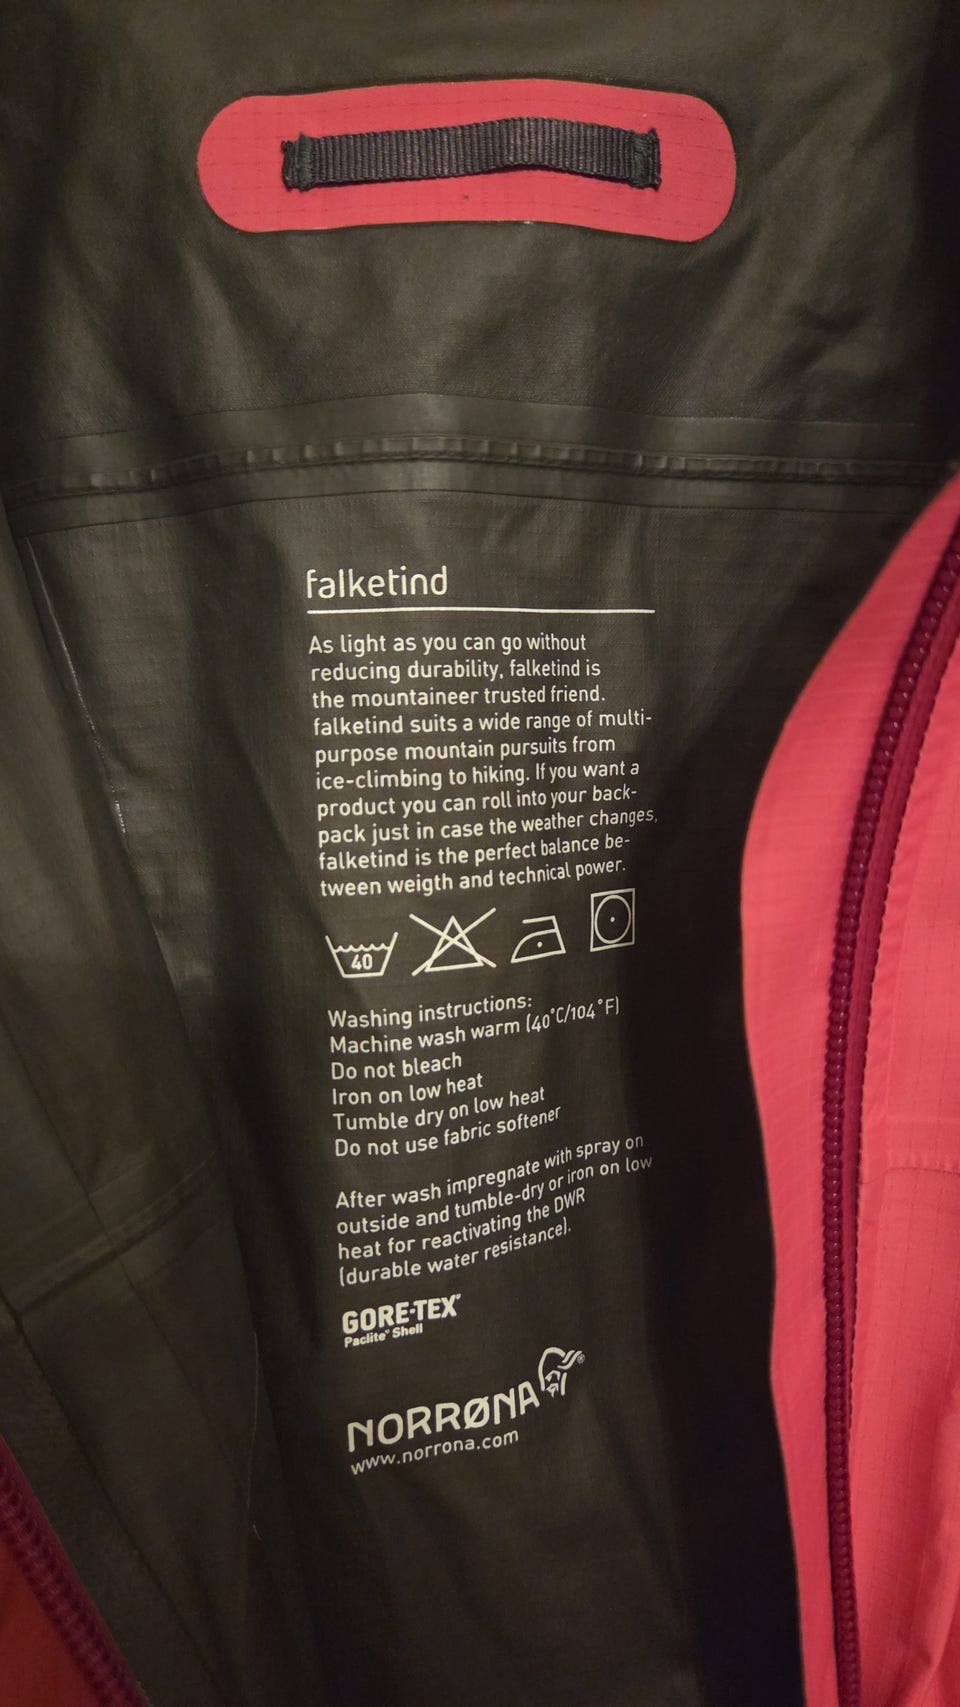 falketind
As light as you can go without
reducing durability, falketind is
the mountaineer trusted friend.
falketind suits a wide range of multi-
purpose mountain pursuits from
ice-climbing to hiking. If you want a
product you can roll into your back-
pack just in case the weather changes,
falketind is the perfect balance be-
tween weigth and technical power.
40
Washing instructions:
Machine wash warm (40°C/104°F)
Do not bleach
Iron on low heat
Tumble dry on low heat
Do not use fabric softener
After wash impregnate with spray on
outside and tumble-dry or iron on low
heat for reactivating the DWR
(durable water resistance).
GORE-TEX®
Paclite® Shell
NORRØNA®
www.norrona.com